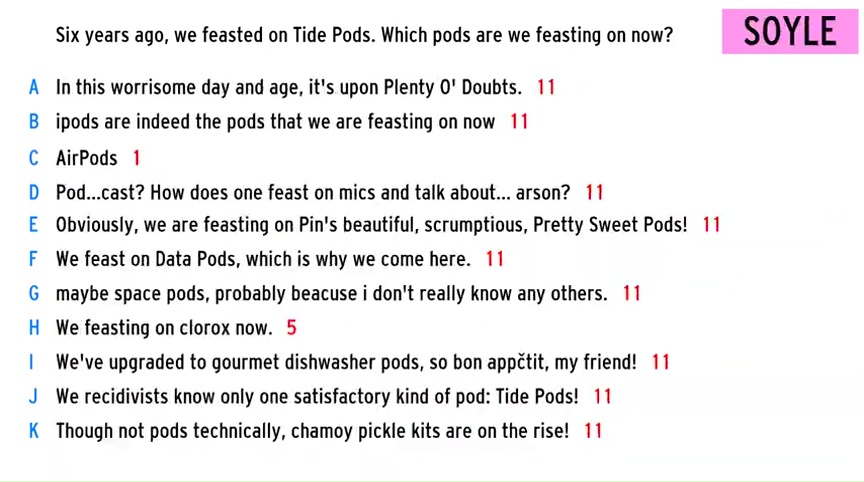 Six years ago, we feasted on Tide Pods. Which pods are we feasting on now?
SOYLE
A In this worrisome day and age, it's upon Plenty O' Doubts. 11
B ipods are indeed the pods that we are feasting on now 11
C AirPods 1
D Pod...cast? How does one feast on mics and talk about... arson? 11
E Obviously, we are feasting on Pin's beautiful, scrumptious, Pretty Sweet Pods! 11
F We feast on Data Pods, which is why we come here. 11
G maybe space pods, probably beacuse i don't really know any others. 11
H We feasting on clorox now. 5
I We've upgraded to gourmet dishwasher pods, so bon appčtit, my friend! 11
J We recidivists know only one satisfactory kind of pod: Tide Pods! 11
K Though not pods technically, chamoy pickle kits are on the rise! 11